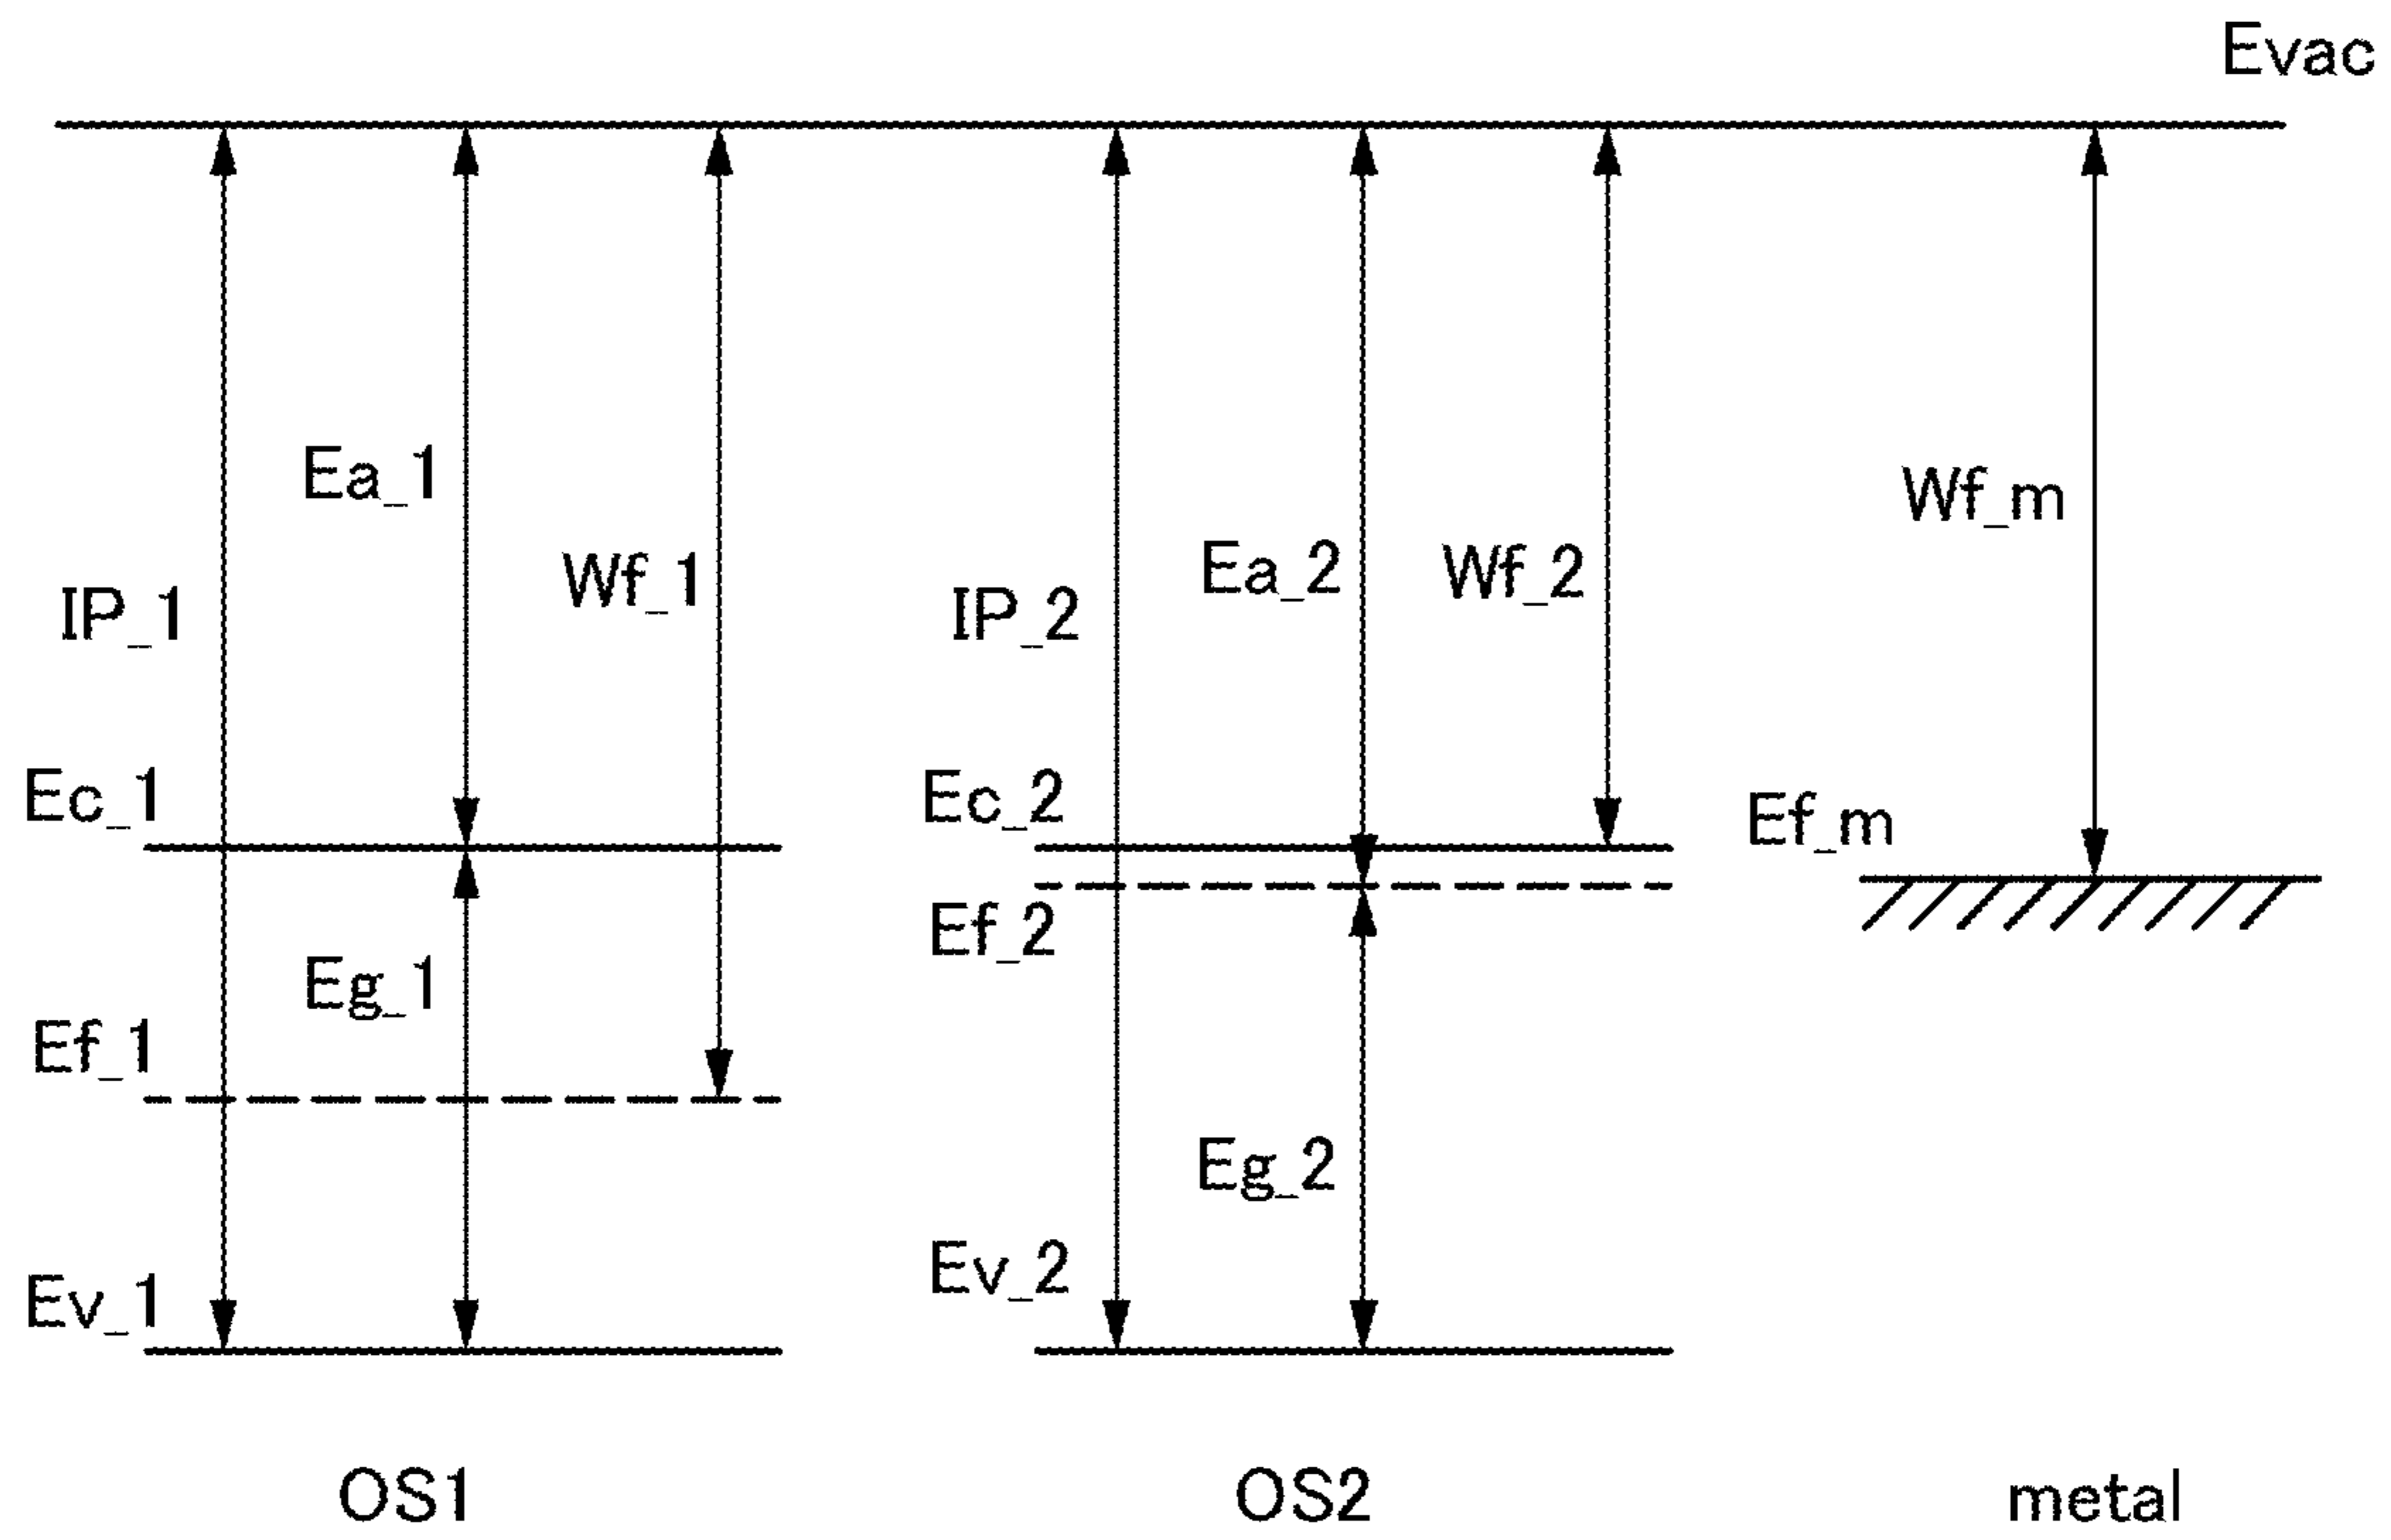 Evac
Ea_1
Wf_m
Wf_1
Ea_2
Wf_2
IP_1
IP_2
Ec_1
Ec_2
Ef_m
Ef_2
Eg_1
Ef_1
Eg_2
Ev_2
Ev_1
OS1
OS2
metal